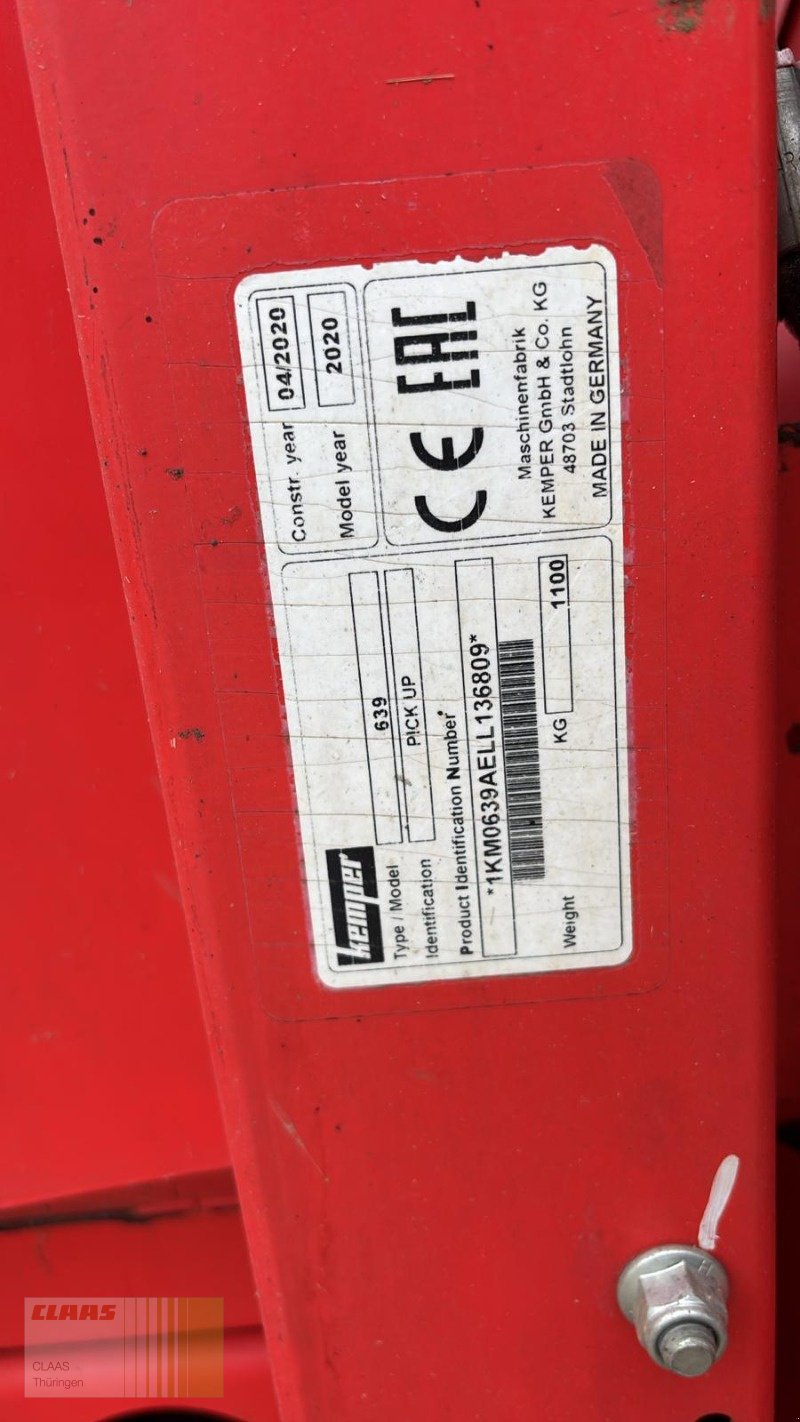 kemper
Type / Model 639
Identification PICK UP
Product Identification Number
*1KM0639AELL136809*
Weight KG 1100
Constr. year 04/2020
Model year 2020
CE EAC
Maschinenfabrik
KEMPER GmbH & Co. KG
48703 Stadtlohn
MADE IN GERMANY
CLAAS
CLAAS
Thüringen